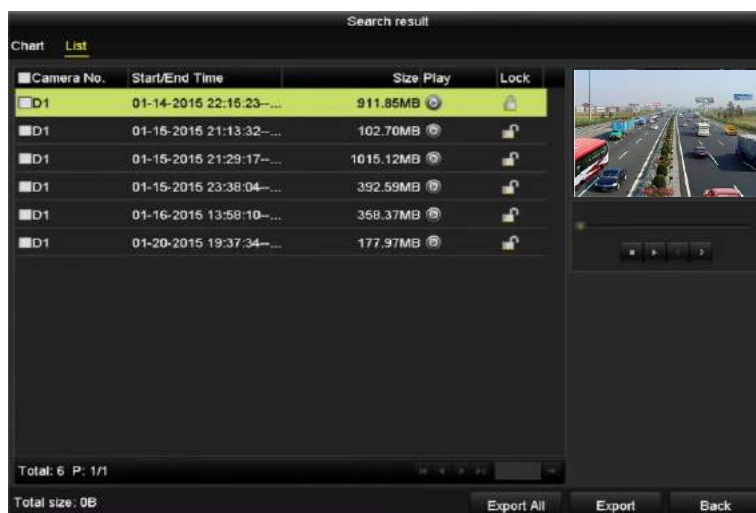 Search result
Chart List
Camera No. Start/End Time Size Play Lock
D1 01-14-2015 22:15:23--... 911.85MB
D1 01-15-2015 21:13:32--... 102.70MB
D1 01-15-2015 21:29:17--... 1015.12MB
D1 01-15-2015 23:38:04--... 392.59MB
D1 01-16-2015 13:58:10--... 358.37MB
D1 01-20-2015 19:37:34--... 177.97MB
Total: 6 P: 1/1
Total size: 0B Export All Export Back